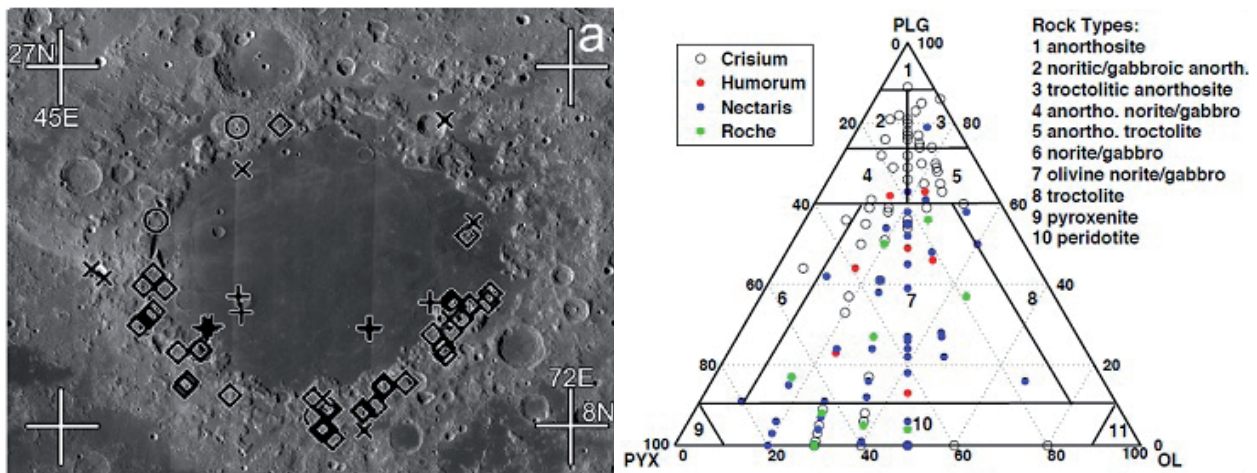 a
27N
45E
72E
8N
Crisium
Humorum
Nectaris
Roche
PLG
0 100
Rock Types:
1 anorthosite
2 noritic/gabbroic anorth.
3 troctolitic anorthosite
4 anortho. norite/gabbro
5 anortho. troctolite
6 norite/gabbro
7 olivine norite/gabbro
8 troctolite
9 pyroxenite
10 peridotite
1
20 2 3 80
4 5
40 60
60 6 7 8 40
80 20
9 10 11
100 0
PYX 0 20 40 60 80 100 OL